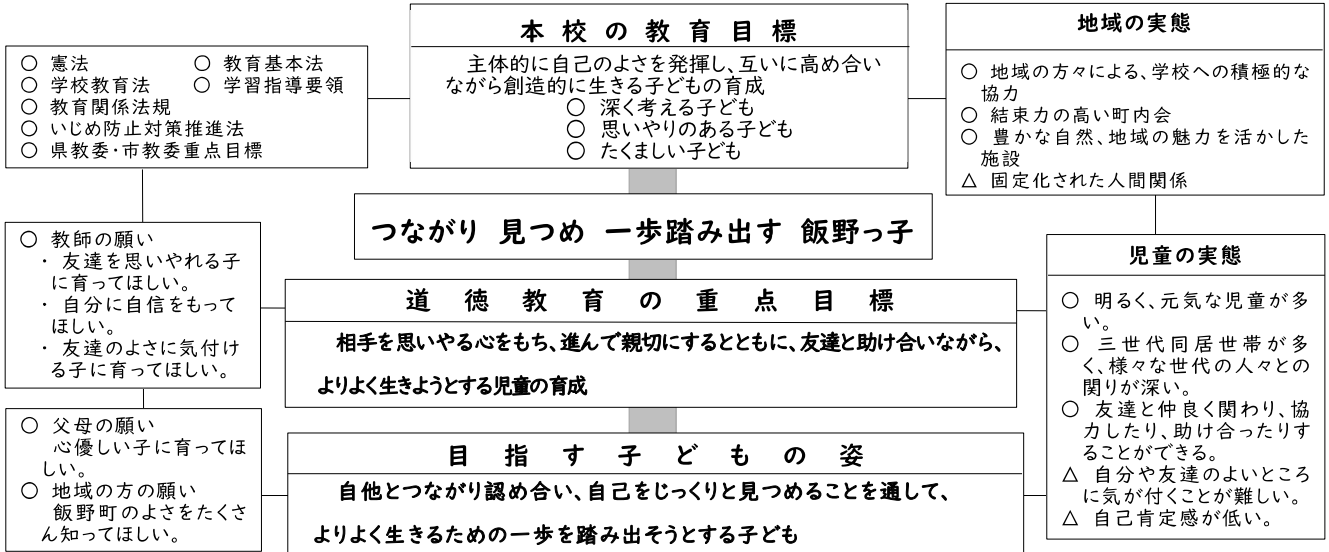 本校の教育目標
主体的に自己のよさを発揮し、互いに高め合い
ながら創造的に生きる子どもの育成
○ 深く考える子ども
○ 思いやりのある子ども
○ たくましい子ども
○ 憲法 ○ 教育基本法
○ 学校教育法 ○ 学習指導要領
○ 教育関係法規
○ いじめ防止対策推進法
○ 県教委・市教委重点目標
地域の実態
○ 地域の方々による、学校への積極的な
協力
○ 結束力の高い町内会
○ 豊かな自然、地域の魅力を活かした
施設
△ 固定化された人間関係
つながり 見つめ 一歩踏み出す 飯野っ子
○ 教師の願い
・ 友達を思いやれる子
に育ってほしい。
・ 自分に自信をもって
ほしい。
・ 友達のよさに気付け
る子に育ってほしい。
道徳教育の重点目標
相手を思いやる心をもち、進んで親切にするとともに、友達と助け合いながら、
よりよく生きようとする児童の育成
児童の実態
○ 明るく、元気な児童が多
い。
○ 三世代同居世帯が多
く、様々な世代の人々との
関りが深い。
○ 友達と仲良く関わり、協
力したり、助け合ったりす
ることができる。
△ 自分や友達のよいところ
に気が付くことが難しい。
△ 自己肯定感が低い。
○ 父母の願い
心優しい子に育ってほ
しい。
○ 地域の方の願い
飯野町のよさをたくさ
ん知ってほしい。
目指す子どもの姿
自他とつながり認め合い、自己をじっくりと見つめることを通して、
よりよく生きるための一歩を踏み出そうとする子ども